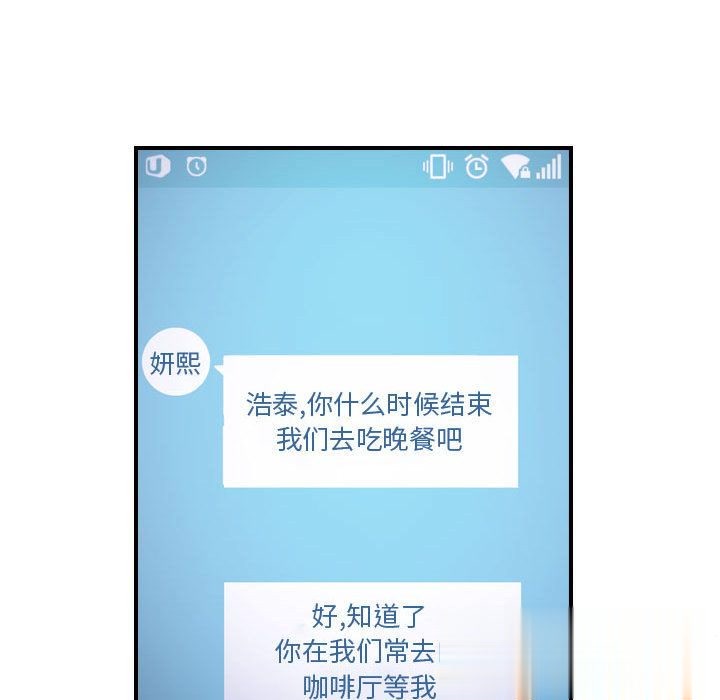 妍熙
浩泰,你什么时候结束
我们去吃晚餐吧
好,知道了
你在我们常去
咖啡厅等我